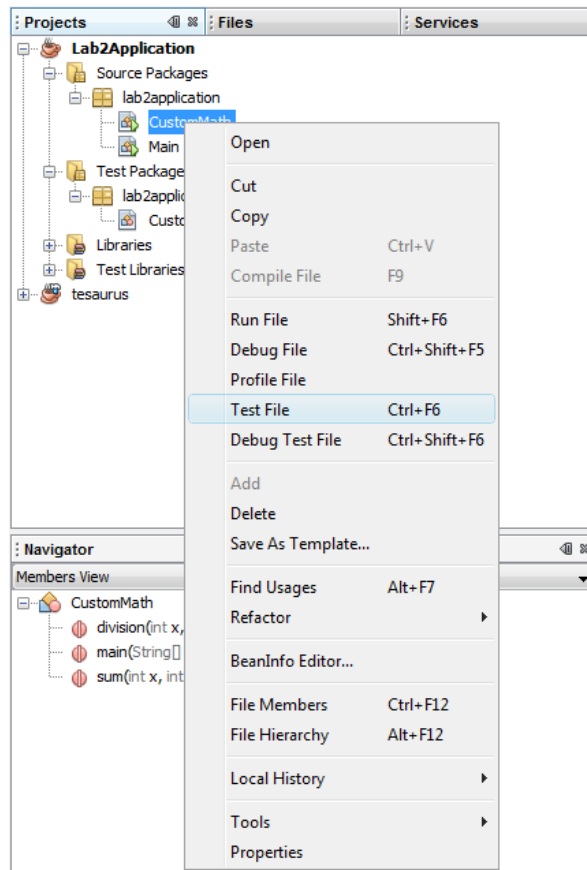 Projects Files Services
Lab2Application
Source Packages
lab2application
CustomMath
Main
Test Package
lab2applic
Custo
Libraries
Test Libraries
tesaurus
Open
Cut
Copy
Paste Ctrl+V
Compile File F9
Run File Shift+F6
Debug File Ctrl+Shift+F5
Profile File
Test File Ctrl+F6
Debug Test File Ctrl+Shift+F6
Add
Delete
Save As Template...
Find Usages Alt+F7
Refactor
BeanInfo Editor...
File Members Ctrl+F12
File Hierarchy Alt+F12
Local History
Tools
Properties
Navigator
Members View
CustomMath
division(int x,
main(String[]
sum(int x, int